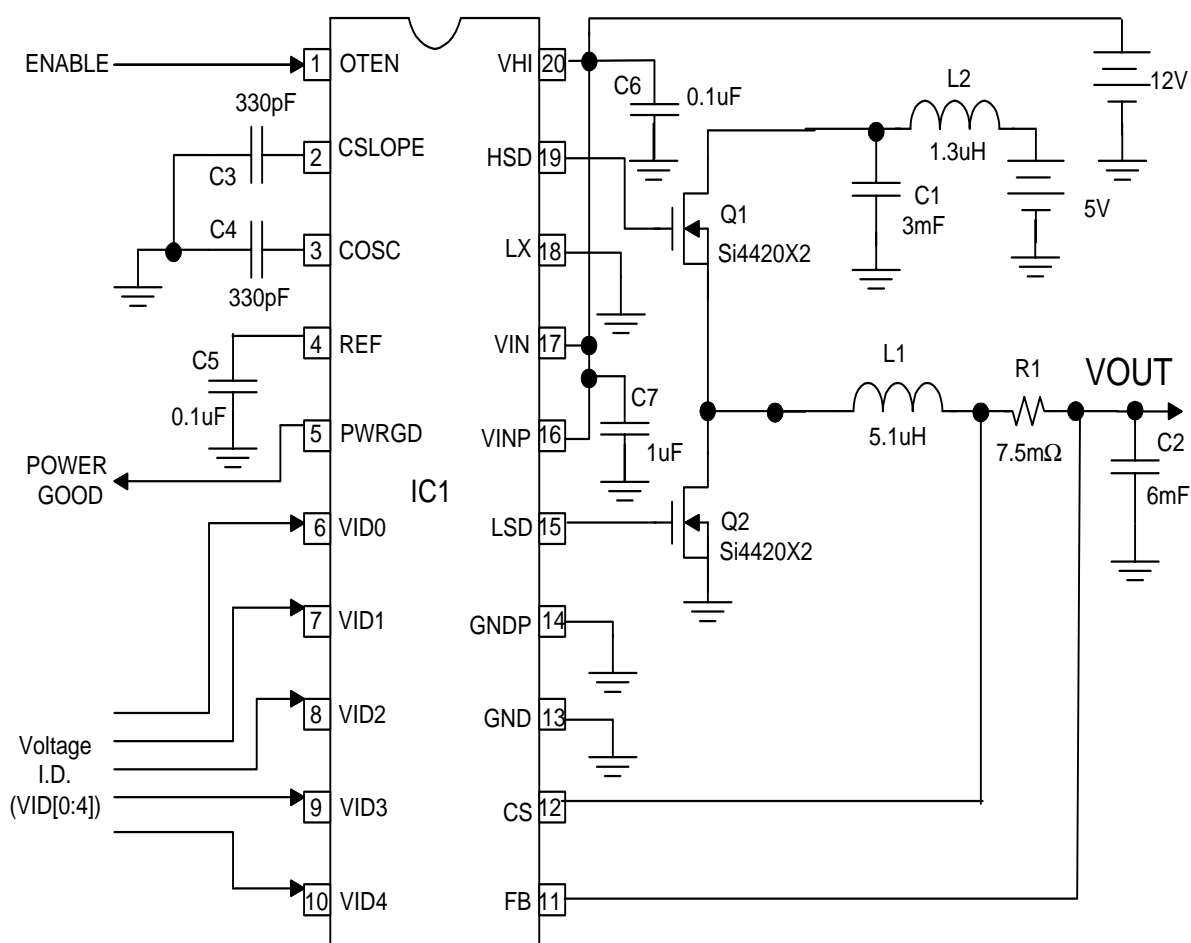 ENABLE
1 OTEN
VHI 20
330pF
C3
2 CSLOPE
HSD 19
C4
330pF
3 COSC
LX 18
C5
0.1uF
4 REF
VIN 17
5 PWRGD
VINP 16
POWER
GOOD
IC1
6 VID0
LSD 15
7 VID1
GNDP 14
8 VID2
GND 13
Voltage
I.D.
(VID[0:4])
9 VID3
CS 12
10 VID4
FB 11
C6
0.1uF
L2
1.3uH
12V
5V
C1
3mF
Q1
Si4420X2
C7
1uF
L1
5.1uH
R1
7.5mΩ
VOUT
C2
6mF
Q2
Si4420X2